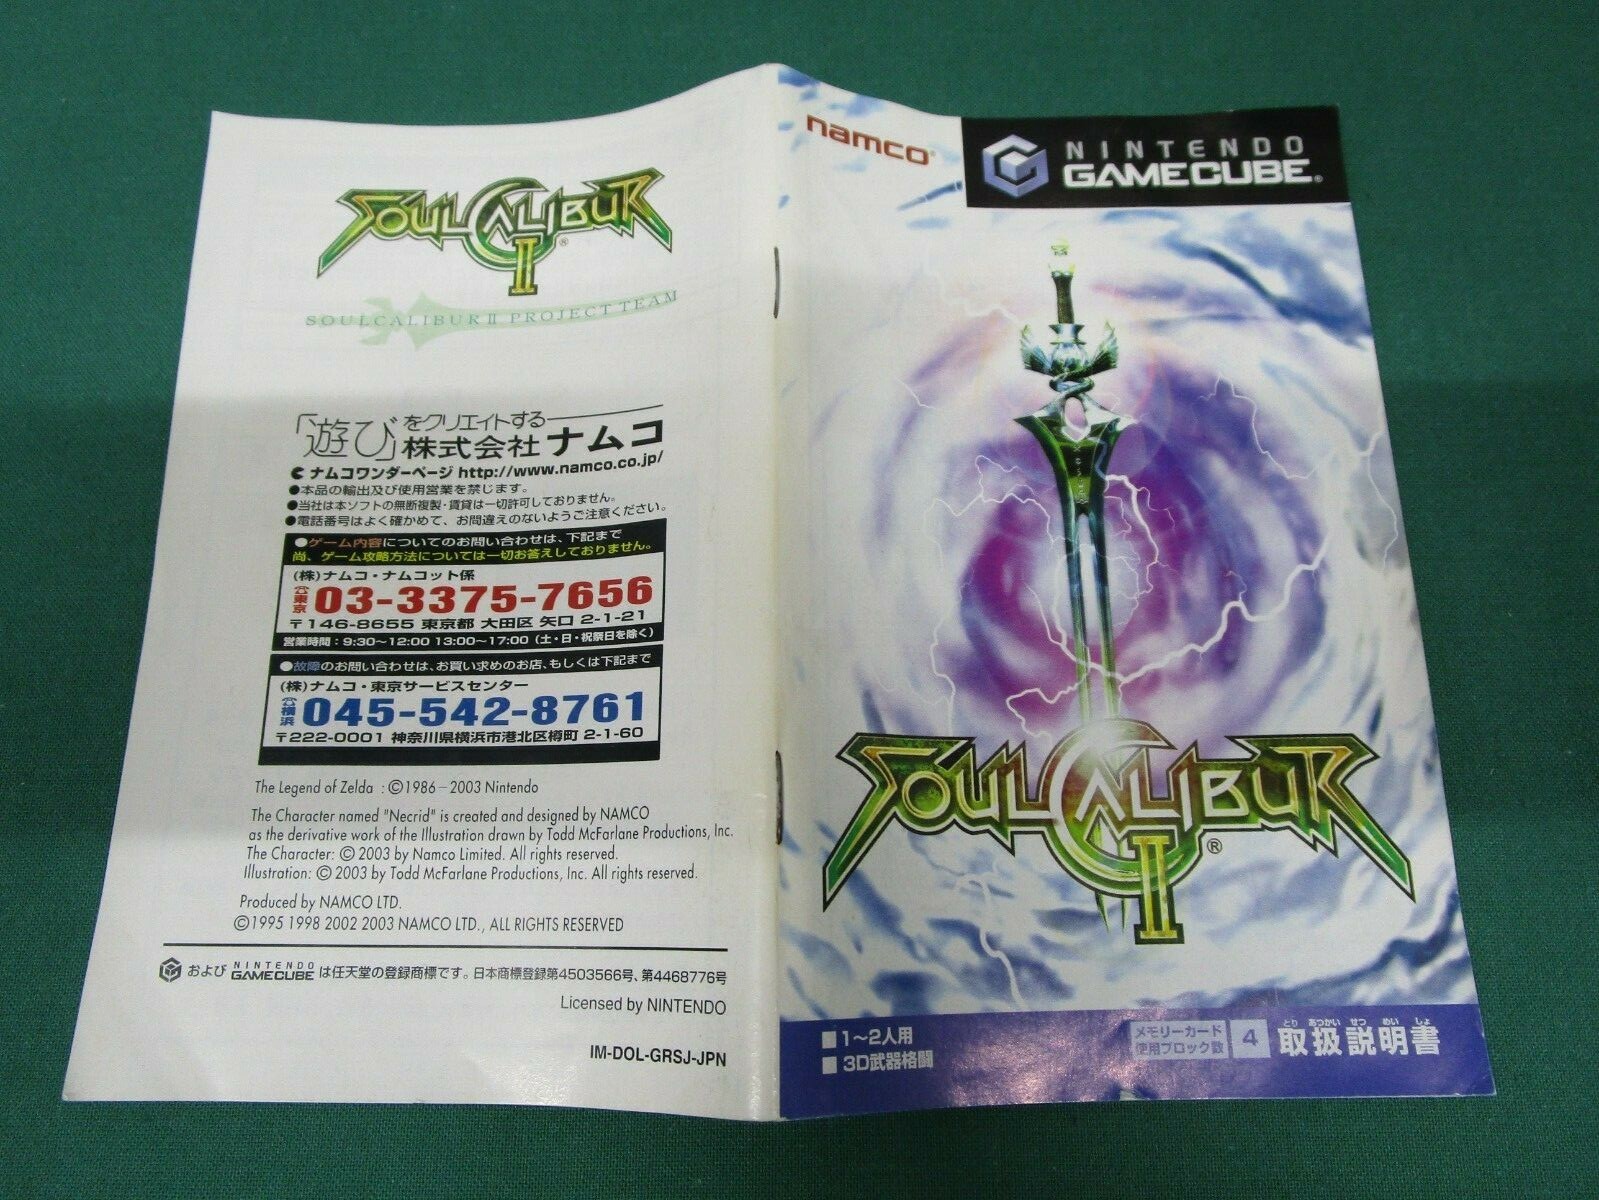 SOULCALIBUR
II
®
SOULCALIBUR II PROJECT TEAM
「遊び」をクリエイトする
株式会社ナムコ
ナムコワンダーページ http://www.namco.co.jp/
●本品の輸出及び使用営業を禁じます。
●当社は本ソフトの無断複製・賃貸は一切許可しておりません。
●電話番号はよく確かめて、お間違えのないようご注意ください。
●ゲーム内容についてのお問い合わせは、下記まで
尚、ゲーム攻略方法については一切お答えしておりません。
(株)ナムコ・ナムコット係
☎東京 03-3375-7656
〒146-8655 東京都 大田区 矢口 2-1-21
営業時間：9:30～12:00 13:00～17:00 (土・日・祝祭日を除く)
●故障のお問い合わせは、お買い求めのお店、もしくは下記まで
(株)ナムコ・東京サービスセンター
☎横浜 045-542-8761
〒222-0001 神奈川県横浜市港北区樽町 2-1-60
The Legend of Zelda : ©1986－2003 Nintendo
The Character named "Necrid" is created and designed by NAMCO
as the derivative work of the Illustration drawn by Todd McFarlane Productions, Inc.
The Character: © 2003 by Namco Limited. All rights reserved.
Illustration: © 2003 by Todd McFarlane Productions, Inc. All rights reserved.
Produced by NAMCO LTD.
©1995 1998 2002 2003 NAMCO LTD., ALL RIGHTS RESERVED
および NINTENDO GAMECUBE は任天堂の登録商標です。日本商標登録第4503566号、第4468776号
Licensed by NINTENDO
IM-DOL-GRSJ-JPN
namco®
NINTENDO
GAMECUBE®
SOULCALIBUR
II
®
■ 1～2人用
■ 3D武器格闘
メモリーカード
使用ブロック数 4
とり あつかい せつ めい しょ
取扱説明書